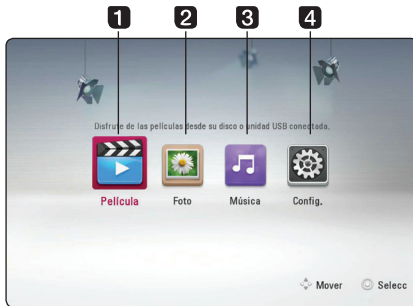 1 2 3 4
Disfrute de las películas desde su disco o unidad USB conectada.
Película Foto Música Config.
Mover Selecc